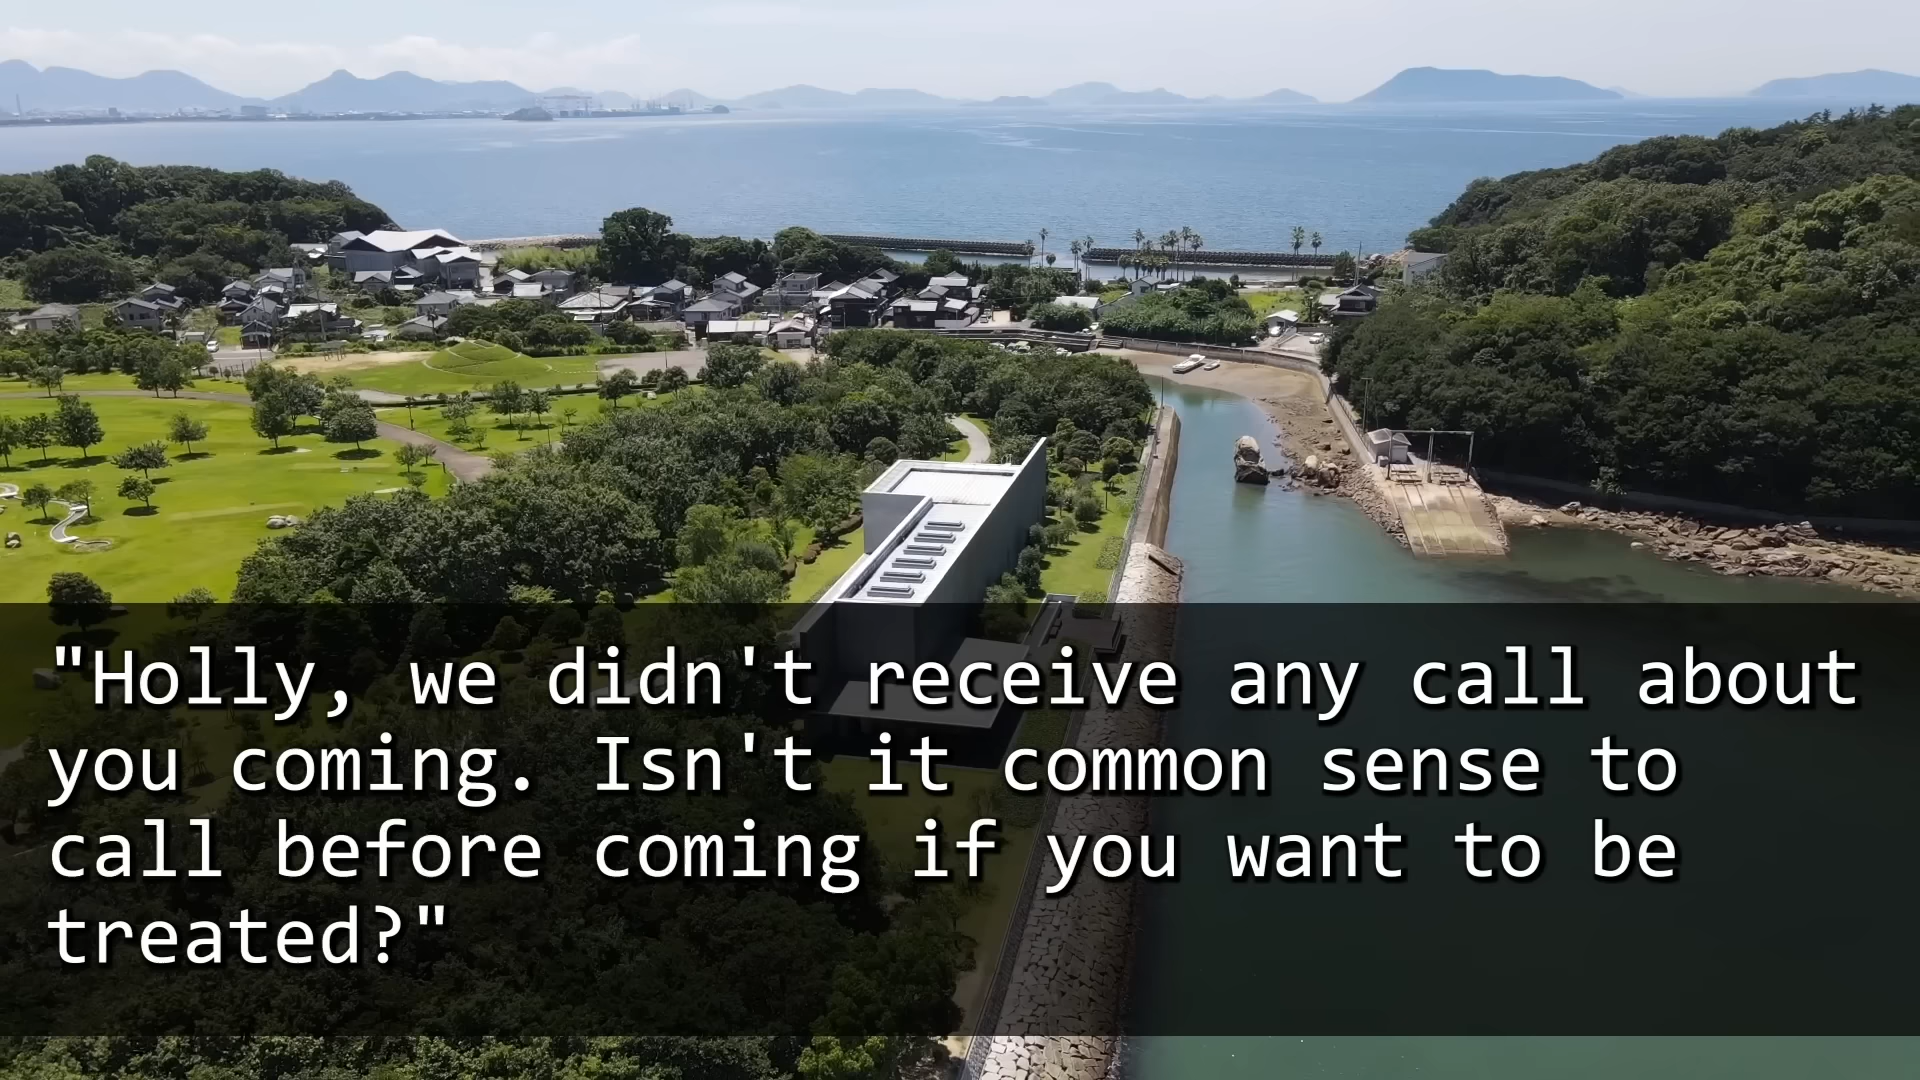 "Holly, we didn't receive any call about
you coming. Isn't it common sense to
call before coming if you want to be
treated?"